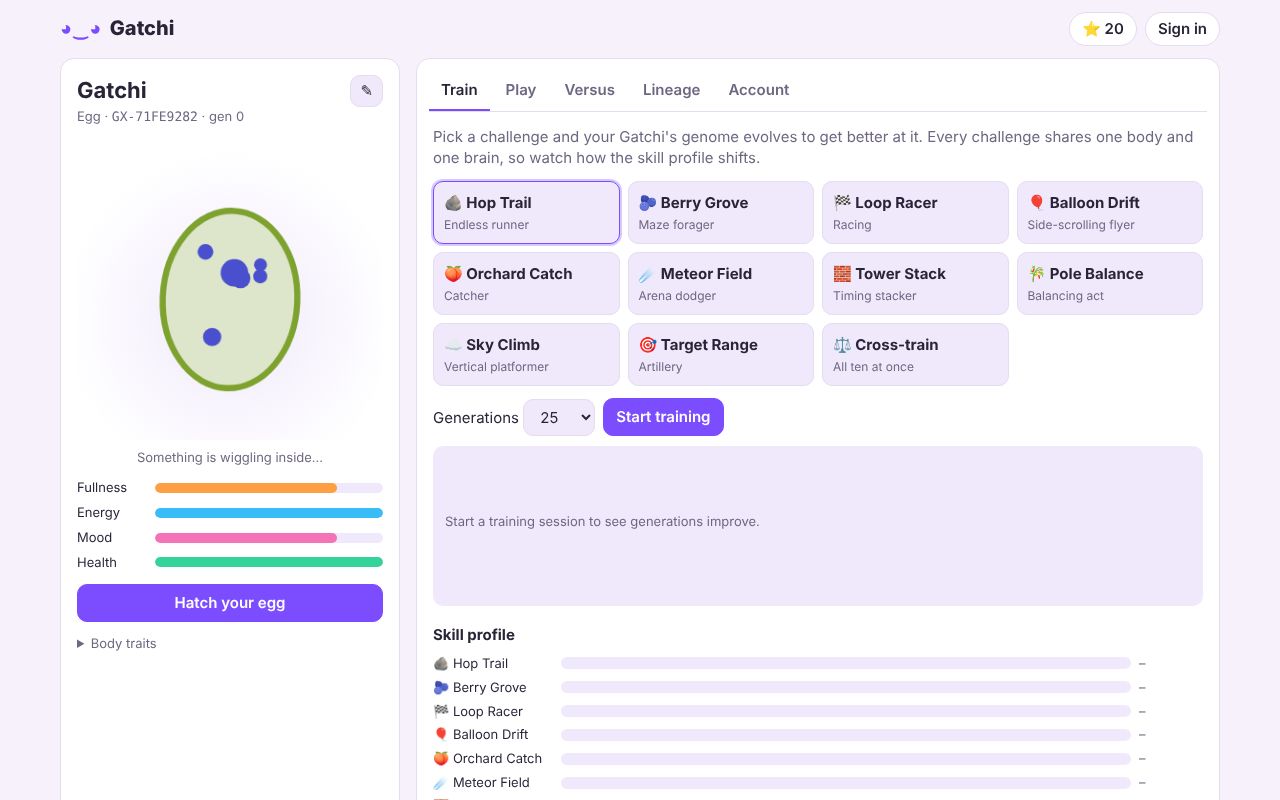 Gatchi
⭐ 20
Sign in
Gatchi
✎
Egg · GX-71FE9282 · gen 0
Something is wiggling inside…
Fullness
Energy
Mood
Health
Hatch your egg
▶ Body traits
Train
Play
Versus
Lineage
Account
Pick a challenge and your Gatchi's genome evolves to get better at it. Every challenge shares one body and
one brain, so watch how the skill profile shifts.
🪨 Hop Trail
Endless runner
🫐 Berry Grove
Maze forager
🏁 Loop Racer
Racing
🎈 Balloon Drift
Side-scrolling flyer
🍑 Orchard Catch
Catcher
☄️ Meteor Field
Arena dodger
🧱 Tower Stack
Timing stacker
🎋 Pole Balance
Balancing act
☁️ Sky Climb
Vertical platformer
🎯 Target Range
Artillery
⚖️ Cross-train
All ten at once
Generations
25
Start training
Start a training session to see generations improve.
Skill profile
🪨 Hop Trail –
🫐 Berry Grove –
🏁 Loop Racer –
🎈 Balloon Drift –
🍑 Orchard Catch –
☄️ Meteor Field –